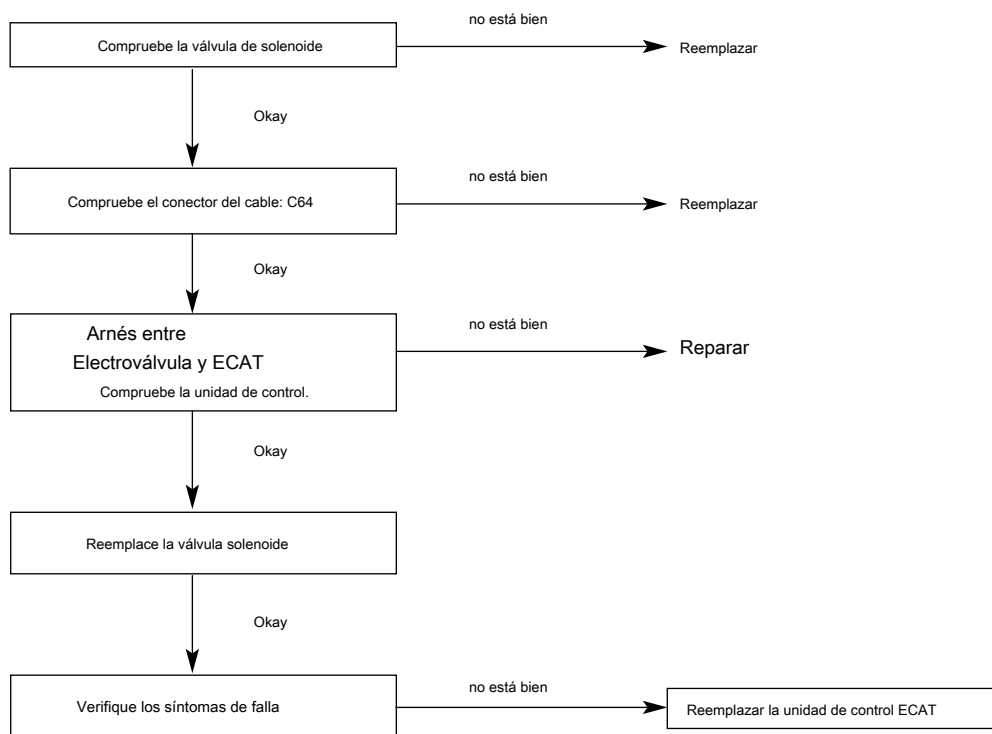 no está bien
Compruebe la válvula de solenoide
Reemplazar
Okay
no está bien
Compruebe el conector del cable: C64
Reemplazar
Okay
no está bien
Arnés entre
Electroválvula y ECAT
Compruebe la unidad de control.
Reparar
Okay
Reemplace la válvula solenoide
Okay
no está bien
Verifique los síntomas de falla
Reemplazar la unidad de control ECAT